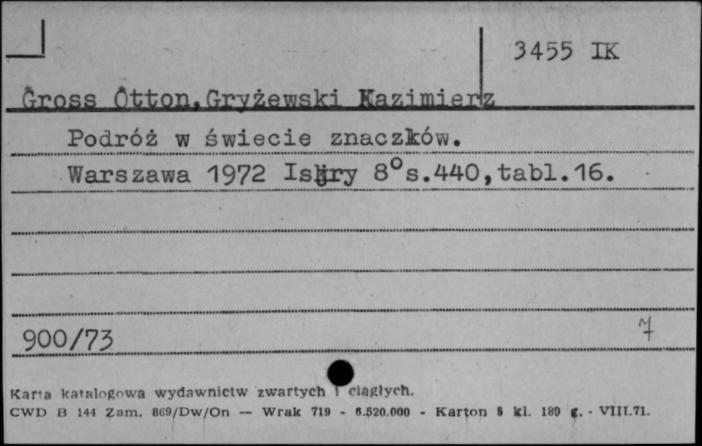 3455 IK
Gross Otton, Gryżewski Kazimierz
Podróż w świecie znaczków.
Warszawa 1972 Iskry 8° s.440, tabl.16.
900/73
Karta katalogowa wydawnictw zwartych i ciągłych.
CWD B 144 Zam. 869/Dw/On — Wrak 719 - 6.520.000 - Karton 5 kl. 180 g. - VIII.71.